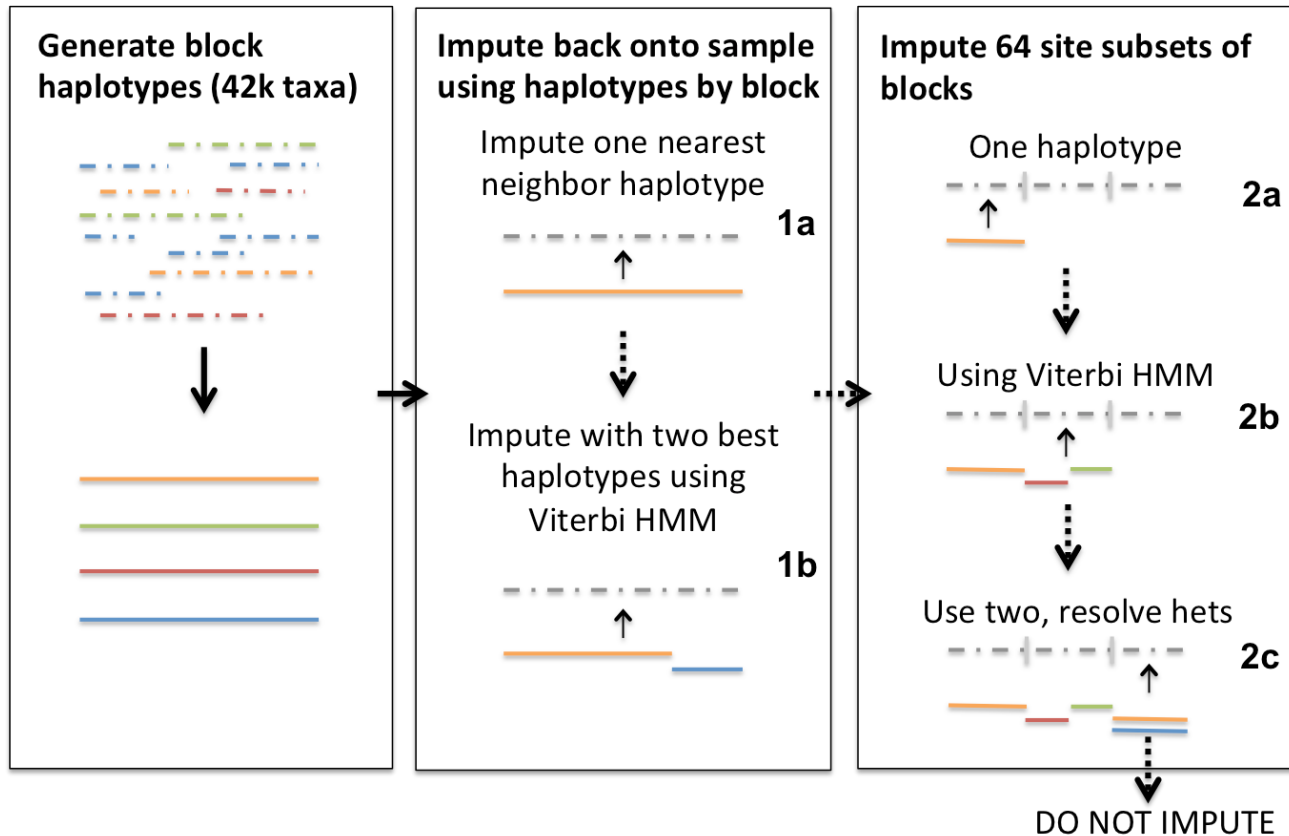 Generate block
haplotypes (42k taxa)
Impute back onto sample
using haplotypes by block
Impute one nearest
neighbor haplotype
1a
Impute with two best
haplotypes using
Viterbi HMM
1b
Impute 64 site subsets of
blocks
One haplotype
2a
Using Viterbi HMM
2b
Use two, resolve hets
2c
DO NOT IMPUTE